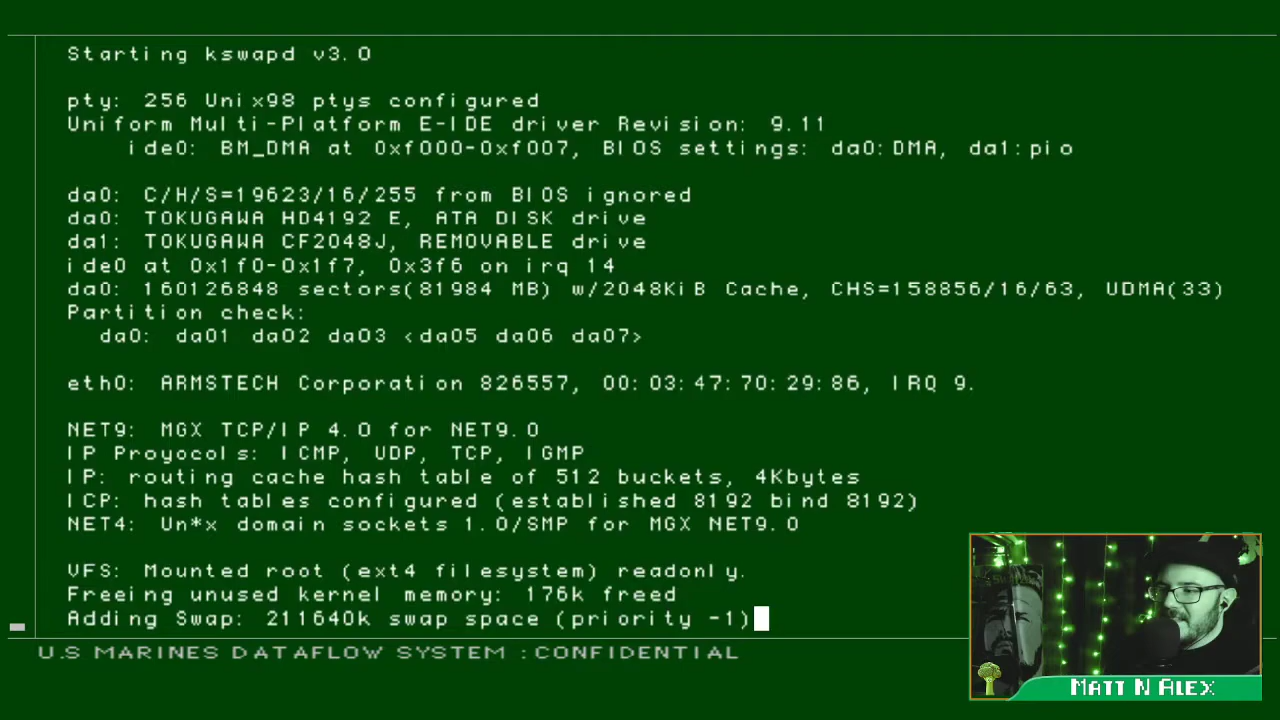 Starting kswapd v3.0
pty: 256 Unix98 ptys configured
Uniform Multi-Platform E-IDE driver Revision: 9.11
ide0: BM_DMA at 0xf000-0xf007, BIOS settings: da0:DMA, da1:pio
da0: C/H/S=19623/16/255 from BIOS ignored
da0: TOKUGAWA HD4192 E, ATA DISK drive
da1: TOKUGAWA CF2048J, REMOVABLE drive
ide0 at 0x1f0-0x1f7, 0x3f6 on irq 14
da0: 160126848 sectors(81984 MB) w/2048KiB Cache, CHS=158856/16/63, UDMA(33)
Partition check:
da0: da01 da02 da03 <da05 da06 da07>
eth0: ARMSTECH Corporation 826557, 00:03:47:70:29:86, IRQ 9.
NET9: MGX TCP/IP 4.0 for NET9.0
IP Proyocols: ICMP, UDP, TCP, IGMP
IP: routing cache hash table of 512 buckets, 4Kbytes
ICP: hash tables configured (established 8192 bind 8192)
NET4: Un*x domain sockets 1.0/SMP for MGX NET9.0
VFS: Mounted root (ext4 filesystem) readonly.
Freeing unused kernel memory: 176k freed
Adding Swap: 211640k swap space (priority -1)
U.S MARINES DATAFLOW SYSTEM :CONFIDENTIAL
MATT N ALEX